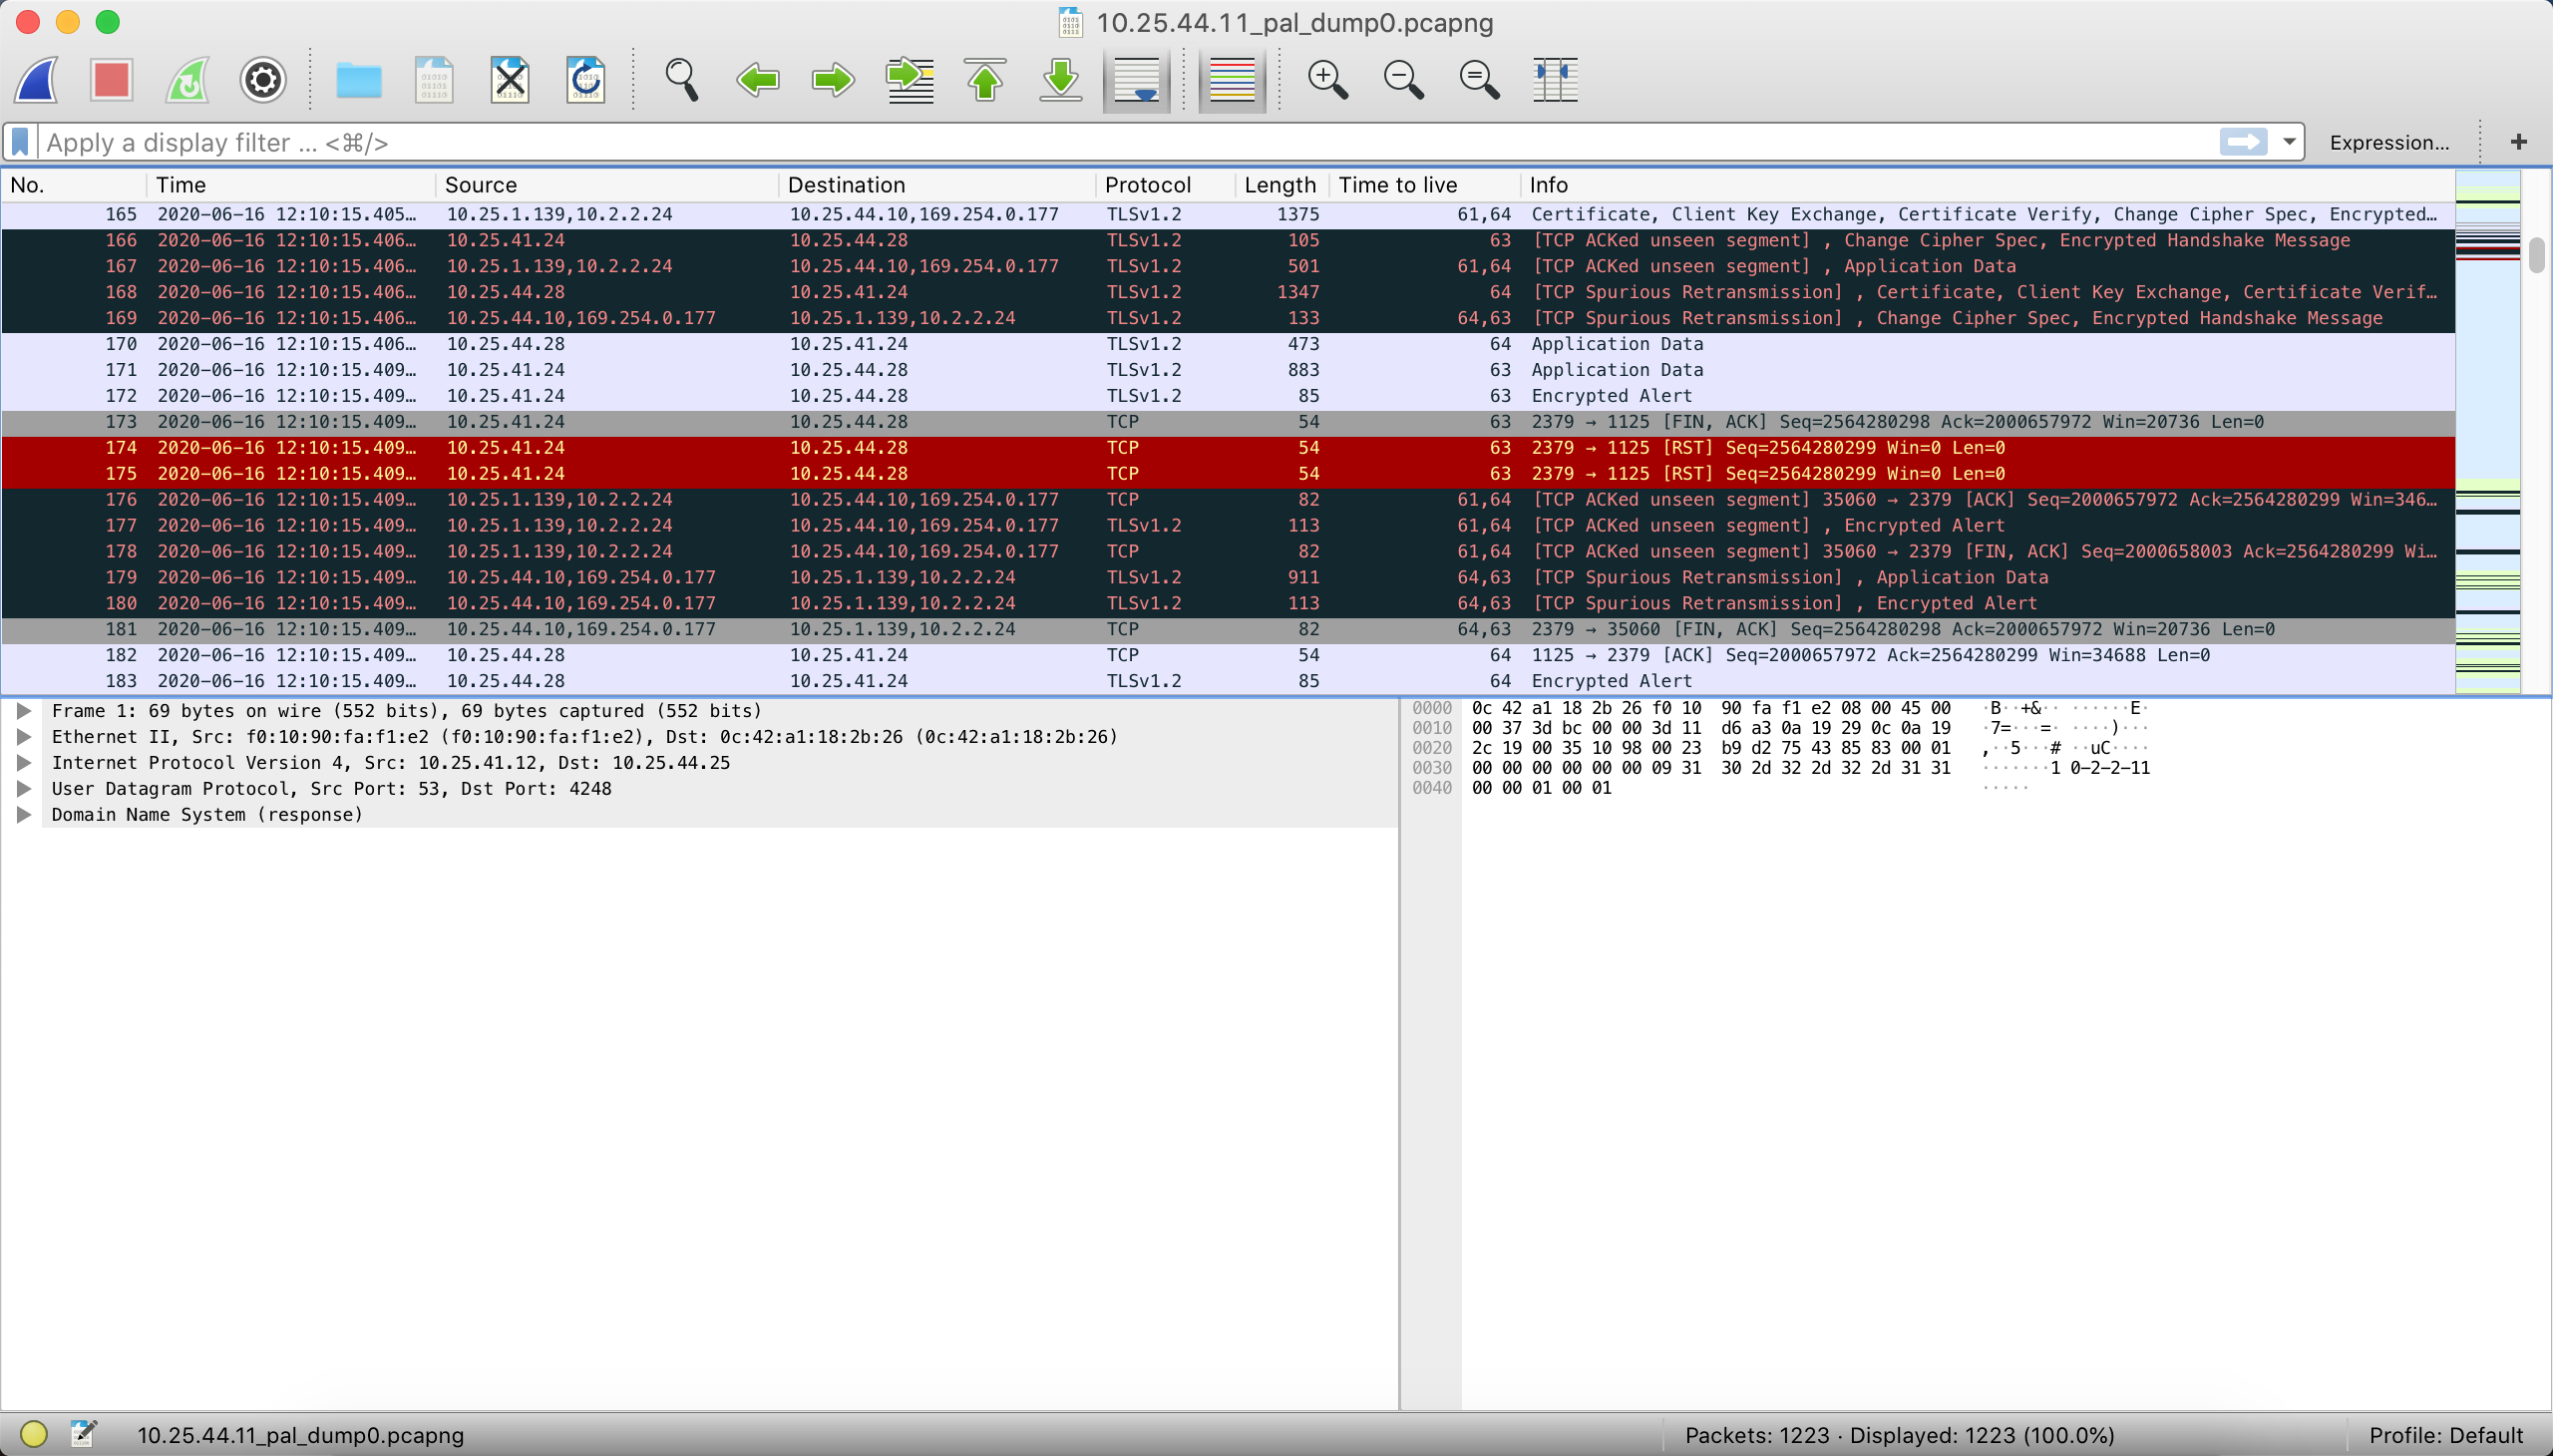 10.25.44.11_pal_dump0.pcapng
Apply a display filter ... <⌘/>
Expression...
+
No. Time Source Destination Protocol Length Time to live Info
165 2020-06-16 12:10:15.405… 10.25.1.139,10.2.2.24 10.25.44.10,169.254.0.177 TLSv1.2 1375 61,64 Certificate, Client Key Exchange, Certificate Verify, Change Cipher Spec, Encrypted…
166 2020-06-16 12:10:15.406… 10.25.41.24 10.25.44.28 TLSv1.2 105 63 [TCP ACKed unseen segment] , Change Cipher Spec, Encrypted Handshake Message
167 2020-06-16 12:10:15.406… 10.25.1.139,10.2.2.24 10.25.44.10,169.254.0.177 TLSv1.2 501 61,64 [TCP ACKed unseen segment] , Application Data
168 2020-06-16 12:10:15.406… 10.25.44.28 10.25.41.24 TLSv1.2 1347 64 [TCP Spurious Retransmission] , Certificate, Client Key Exchange, Certificate Verif…
169 2020-06-16 12:10:15.406… 10.25.44.10,169.254.0.177 10.25.1.139,10.2.2.24 TLSv1.2 133 64,63 [TCP Spurious Retransmission] , Change Cipher Spec, Encrypted Handshake Message
170 2020-06-16 12:10:15.406… 10.25.44.28 10.25.41.24 TLSv1.2 473 64 Application Data
171 2020-06-16 12:10:15.409… 10.25.41.24 10.25.44.28 TLSv1.2 883 63 Application Data
172 2020-06-16 12:10:15.409… 10.25.41.24 10.25.44.28 TLSv1.2 85 63 Encrypted Alert
173 2020-06-16 12:10:15.409… 10.25.41.24 10.25.44.28 TCP 54 63 2379 → 1125 [FIN, ACK] Seq=2564280298 Ack=2000657972 Win=20736 Len=0
174 2020-06-16 12:10:15.409… 10.25.41.24 10.25.44.28 TCP 54 63 2379 → 1125 [RST] Seq=2564280299 Win=0 Len=0
175 2020-06-16 12:10:15.409… 10.25.41.24 10.25.44.28 TCP 54 63 2379 → 1125 [RST] Seq=2564280299 Win=0 Len=0
176 2020-06-16 12:10:15.409… 10.25.1.139,10.2.2.24 10.25.44.10,169.254.0.177 TCP 82 61,64 [TCP ACKed unseen segment] 35060 → 2379 [ACK] Seq=2000657972 Ack=2564280299 Win=346…
177 2020-06-16 12:10:15.409… 10.25.1.139,10.2.2.24 10.25.44.10,169.254.0.177 TLSv1.2 113 61,64 [TCP ACKed unseen segment] , Encrypted Alert
178 2020-06-16 12:10:15.409… 10.25.1.139,10.2.2.24 10.25.44.10,169.254.0.177 TCP 82 61,64 [TCP ACKed unseen segment] 35060 → 2379 [FIN, ACK] Seq=2000658003 Ack=2564280299 Wi…
179 2020-06-16 12:10:15.409… 10.25.44.10,169.254.0.177 10.25.1.139,10.2.2.24 TLSv1.2 911 64,63 [TCP Spurious Retransmission] , Application Data
180 2020-06-16 12:10:15.409… 10.25.44.10,169.254.0.177 10.25.1.139,10.2.2.24 TLSv1.2 113 64,63 [TCP Spurious Retransmission] , Encrypted Alert
181 2020-06-16 12:10:15.409… 10.25.44.10,169.254.0.177 10.25.1.139,10.2.2.24 TCP 82 64,63 2379 → 35060 [FIN, ACK] Seq=2564280298 Ack=2000657972 Win=20736 Len=0
182 2020-06-16 12:10:15.409… 10.25.44.28 10.25.41.24 TCP 54 64 1125 → 2379 [ACK] Seq=2000657972 Ack=2564280299 Win=34688 Len=0
183 2020-06-16 12:10:15.409… 10.25.44.28 10.25.41.24 TLSv1.2 85 64 Encrypted Alert
Frame 1: 69 bytes on wire (552 bits), 69 bytes captured (552 bits)
Ethernet II, Src: f0:10:90:fa:f1:e2 (f0:10:90:fa:f1:e2), Dst: 0c:42:a1:18:2b:26 (0c:42:a1:18:2b:26)
Internet Protocol Version 4, Src: 10.25.41.12, Dst: 10.25.44.25
User Datagram Protocol, Src Port: 53, Dst Port: 4248
Domain Name System (response)
0000 0c 42 a1 18 2b 26 f0 10 90 fa f1 e2 08 00 45 00 ·B··+&·· ······E·
0010 00 37 3d bc 00 00 3d 11 d6 a3 0a 19 29 0c 0a 19 ·7=···=· ····)···
0020 2c 19 00 35 10 98 00 23 b9 d2 75 43 85 83 00 01 ,··5···# ··uC····
0030 00 00 00 00 00 00 09 31 30 2d 32 2d 32 2d 31 31 ·······1 0-2-2-11
0040 00 00 01 00 01 ·····
10.25.44.11_pal_dump0.pcapng
Packets: 1223 · Displayed: 1223 (100.0%)
Profile: Default